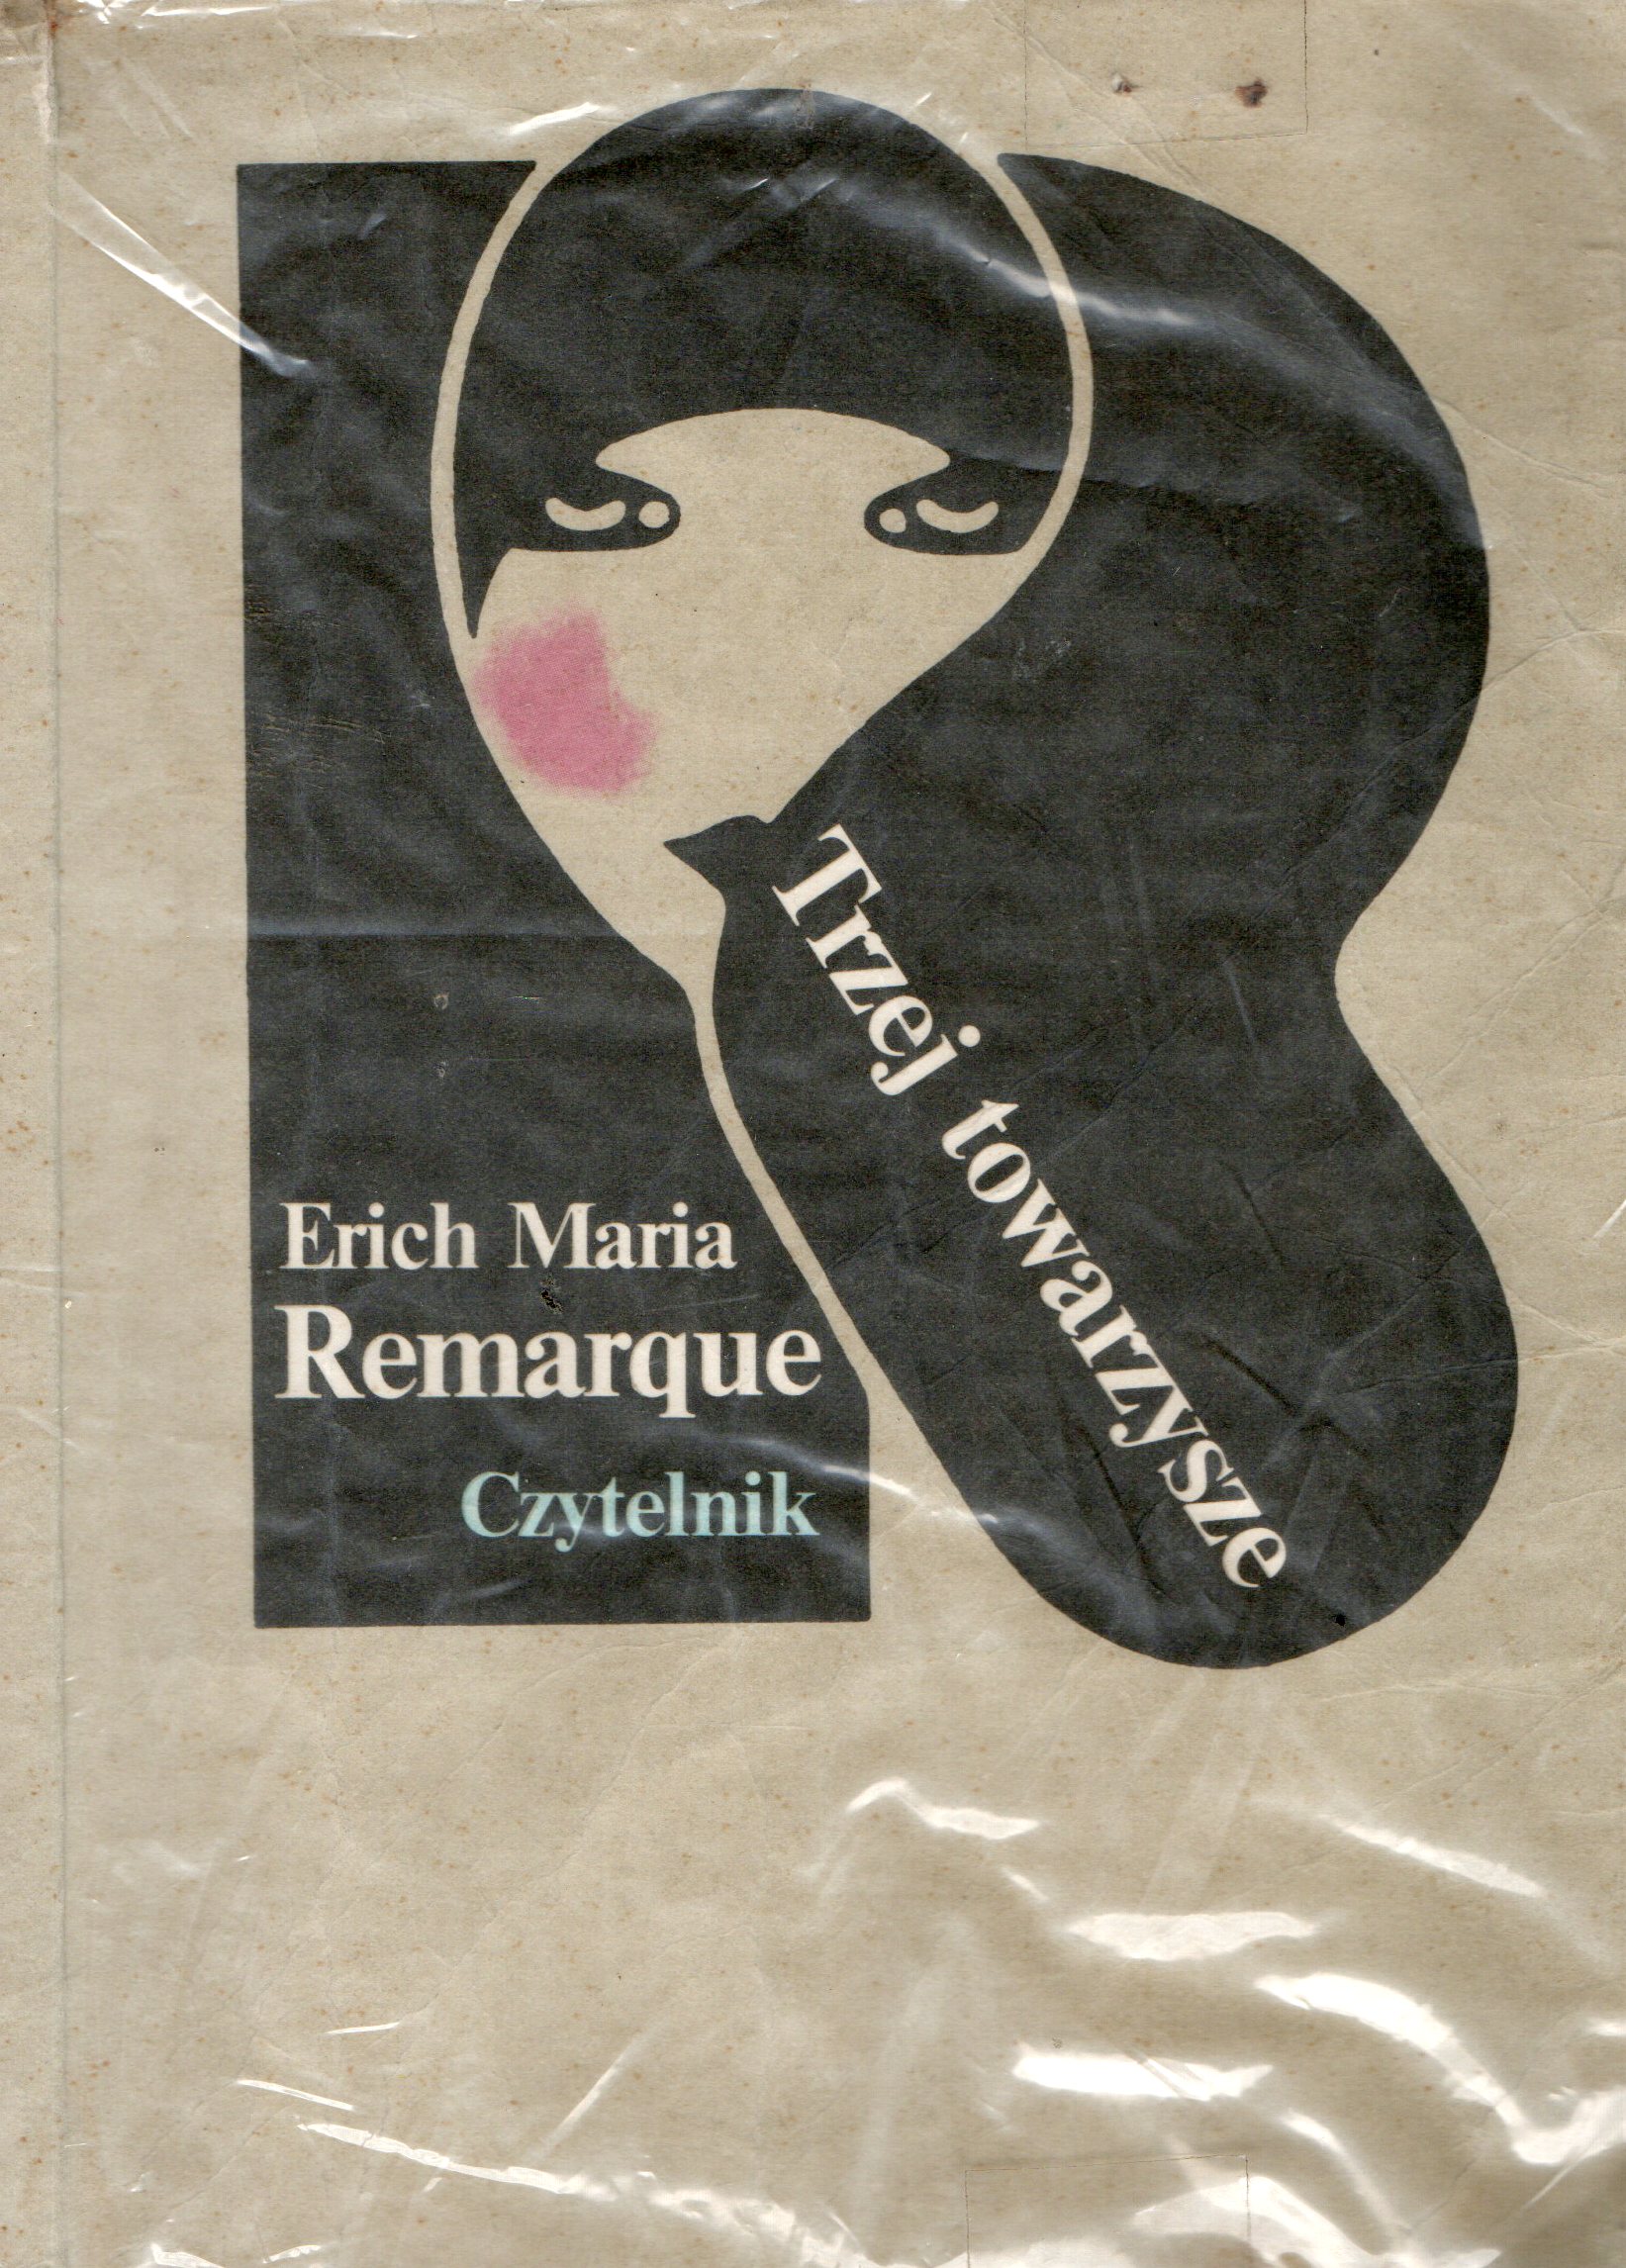 Trzej towarzysze
Erich Maria
Remarque
Czytelnik